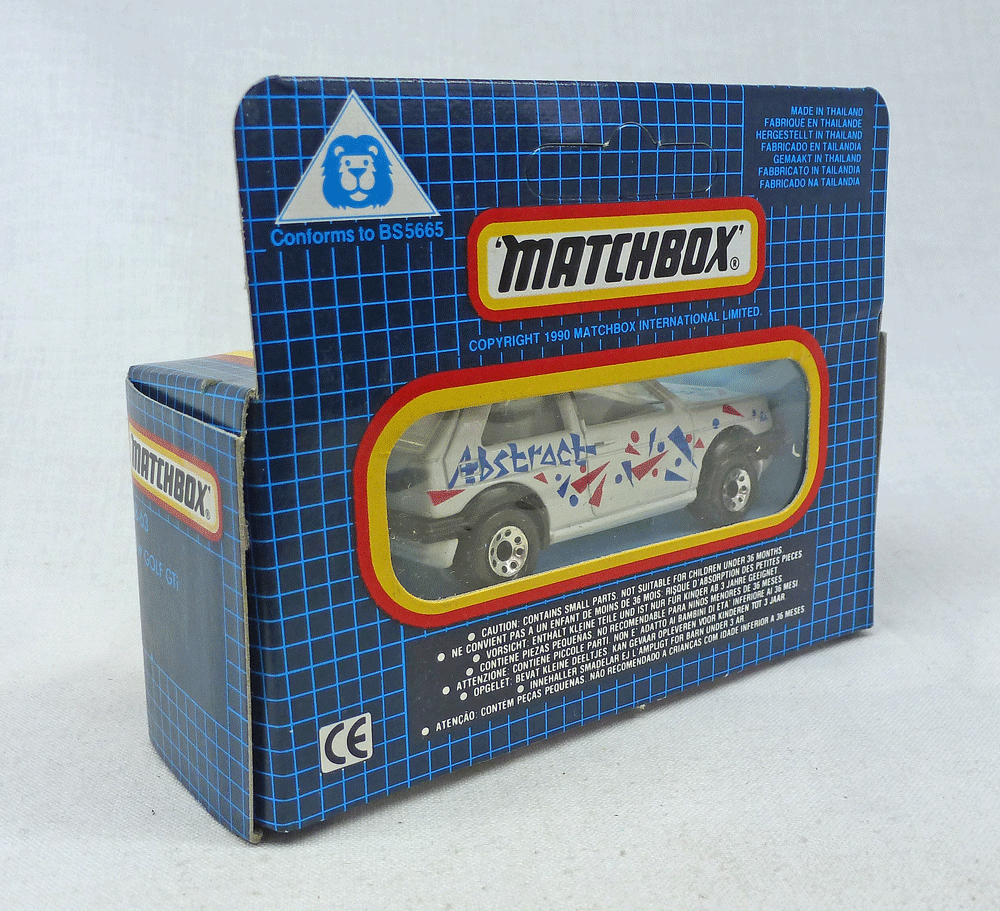 MADE IN THAILAND
FABRIQUE EN THAILANDE
HERGESTELLT IN THAILAND
FABRICADO EN TAILANDIA
GEMAAKT IN THAILAND
FABBRICATO IN TAILANDIA
FABRICADO NA TAILANDIA
Conforms to BS 5665
'MATCHBOX'®
COPYRIGHT 1990 MATCHBOX INTERNATIONAL LIMITED.
Abstract
MATCHBOX'
GOLF GTi
• CAUTION: CONTAINS SMALL PARTS. NOT SUITABLE FOR CHILDREN UNDER 36 MONTHS
NE CONVIENT PAS A UN ENFANT DE MOINS DE 36 MOIS. RISQUE D'ABSORPTION DES PETITES PIECES
• VORSICHT: ENTHALT KLEINE TEILE UND IST NUR FÜR KINDER AB 3 JAHRE GEEIGNET
• CONTIENE PIEZAS PEQUENAS. NO RECOMENDABLE PARA NINOS MENORES DE 36 MESES
• ATTENZIONE: CONTIENE PICCOLE PARTI. NON E' ADATTO AI BAMBINI DI ETA' INFERIORE AI 36 MESI
• OPGELET: BEVAT KLEINE DEELTJES. KAN GEVAAR OPLEVEREN VOOR KINDEREN TOT 3 JAAR.
• INNEHALLER SMADELAR EJ LAMPLIGT FOR BARN UNDER 3 AR
• ATENÇÃO: CONTEM PEÇAS PEQUENAS. NÃO RECOMENDADO A CRIANÇAS COM IDADE INFERIOR A 36 MESES
CE